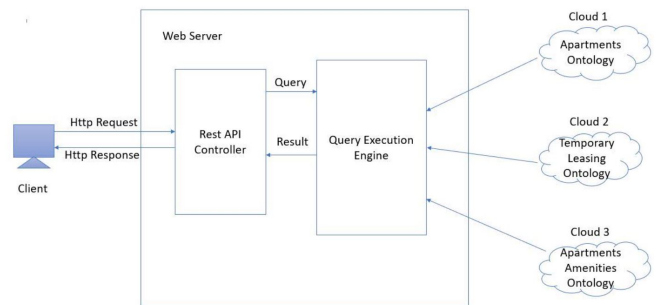 Web Server
Client
Http Request
Http Response
Rest API
Controller
Query
Result
Query Execution
Engine
Cloud 1
Apartments
Ontology
Cloud 2
Temporary
Leasing
Ontology
Cloud 3
Apartments
Amenities
Ontology